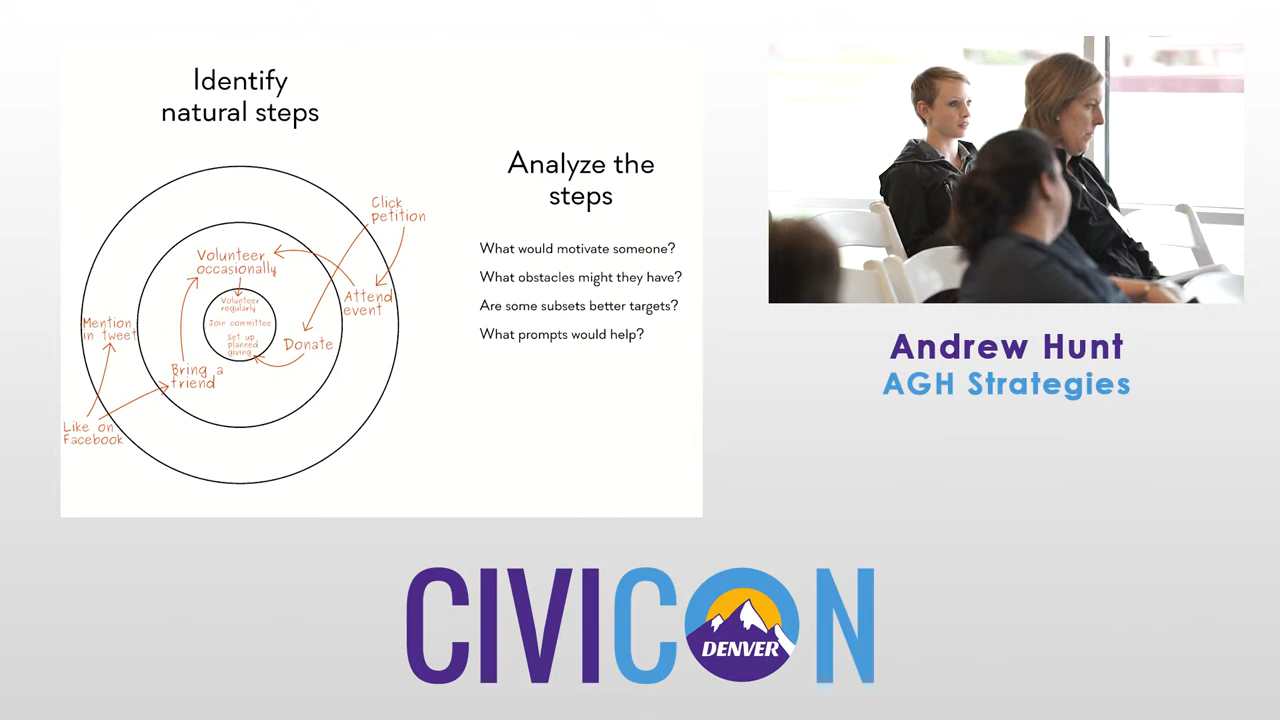 Identify
natural steps
Click
petition
Volunteer
occasionally
Attend
event
Volunteer
regularly
Join committee
Set up
planned
giving
Mention
in tweet
Donate
Bring a
friend
Like on
Facebook
Analyze the
steps
What would motivate someone?
What obstacles might they have?
Are some subsets better targets?
What prompts would help?
Andrew Hunt
AGH Strategies
CIVICON
DENVER